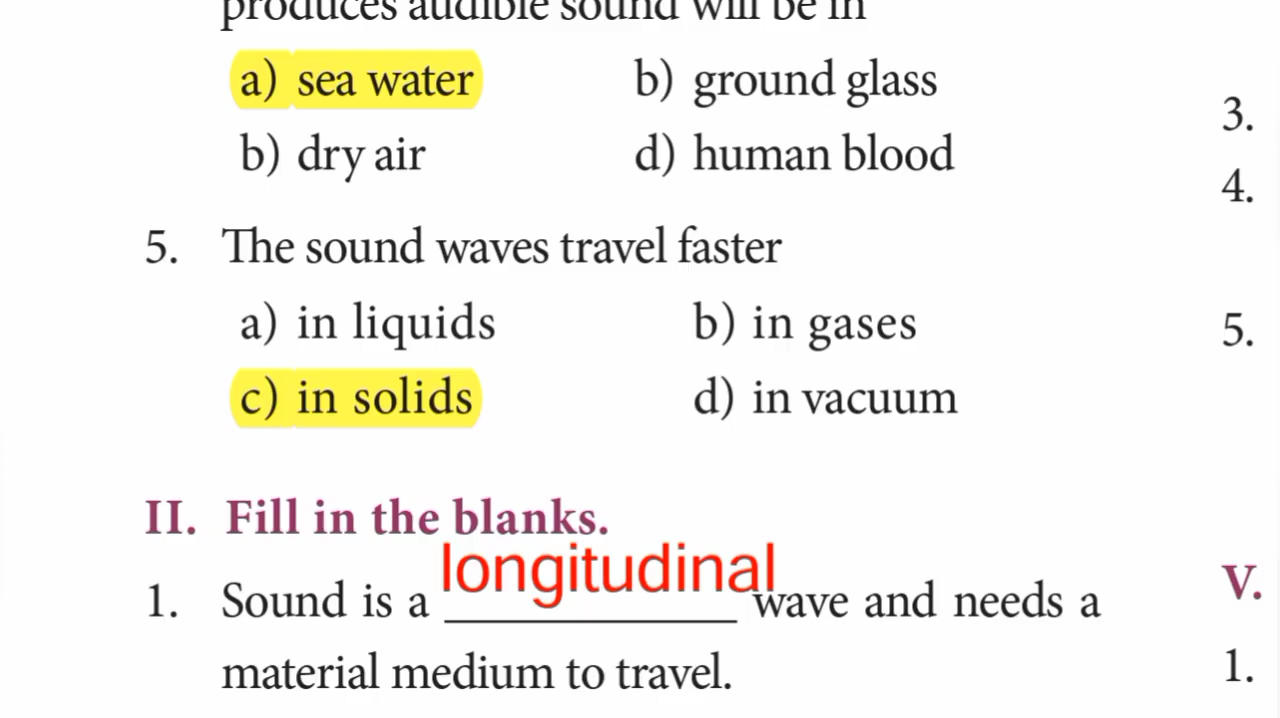 produces audible sound will be in
a) sea water b) ground glass
b) dry air d) human blood
5. The sound waves travel faster
a) in liquids b) in gases
c) in solids d) in vacuum
II. Fill in the blanks.
longitudinal
1. Sound is a ____________ wave and needs a
material medium to travel.
3.
4.
5.
V.
1.